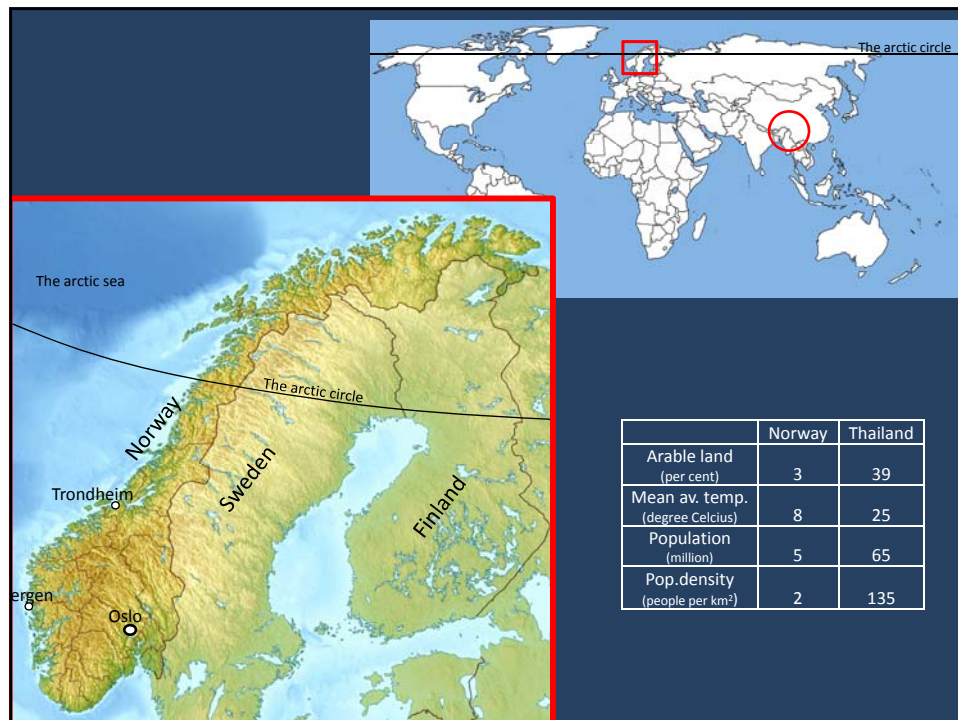 The arctic circle
The arctic sea
The arctic circle
Norway
Sweden
Finland
Trondheim
ergen
Oslo
Norway Thailand
Arable land
(per cent) 3 39
Mean av. temp.
(degree Celcius) 8 25
Population
(million) 5 65
Pop.density
(people per km²) 2 135